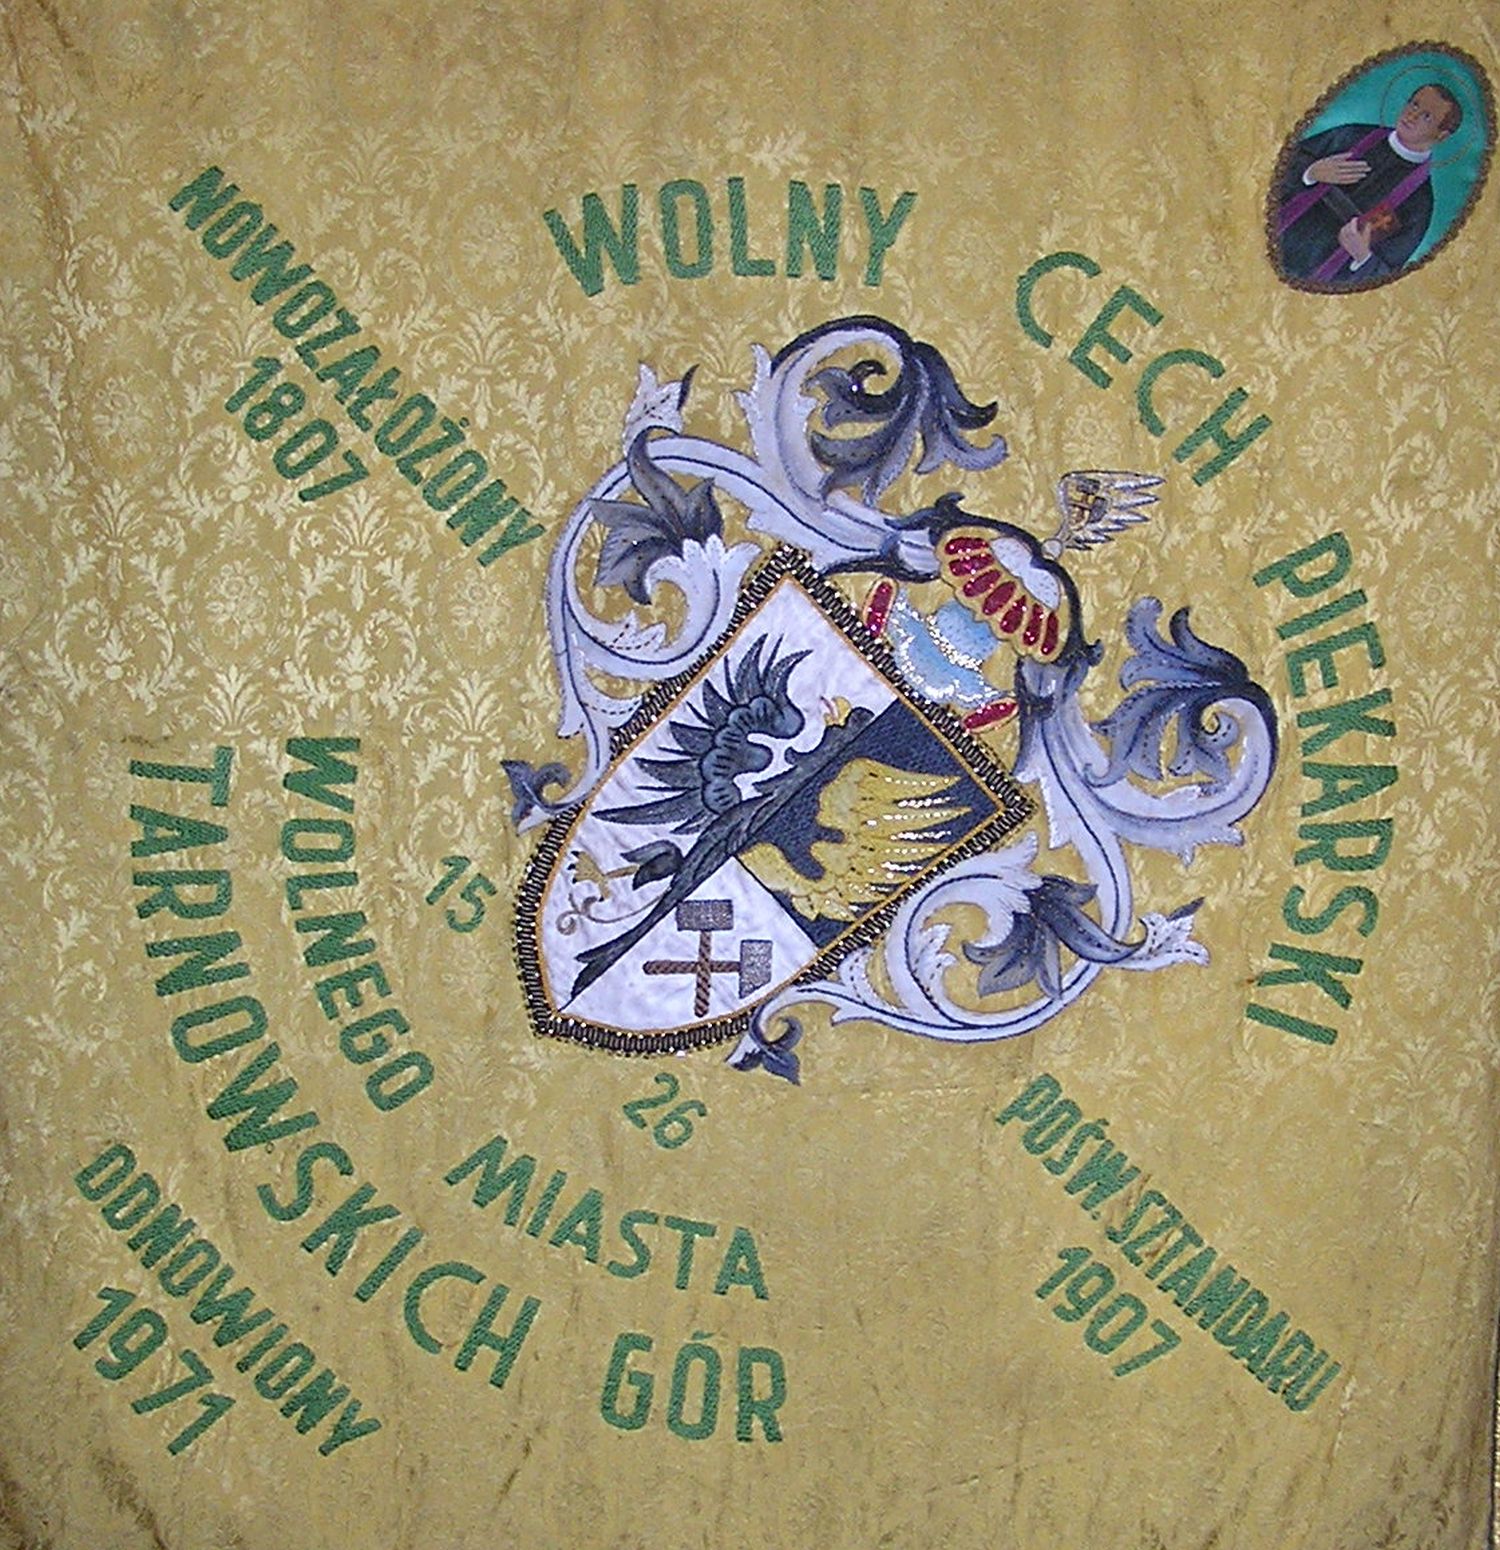 WOLNY CECH PIEKARSKI
NOWOZAŁOŻONY
1807
15 26
WOLNEGO MIASTA
TARNOWSKICH GÓR
POŚW. SZTANDARU
1907
ODNOWIONY
1971